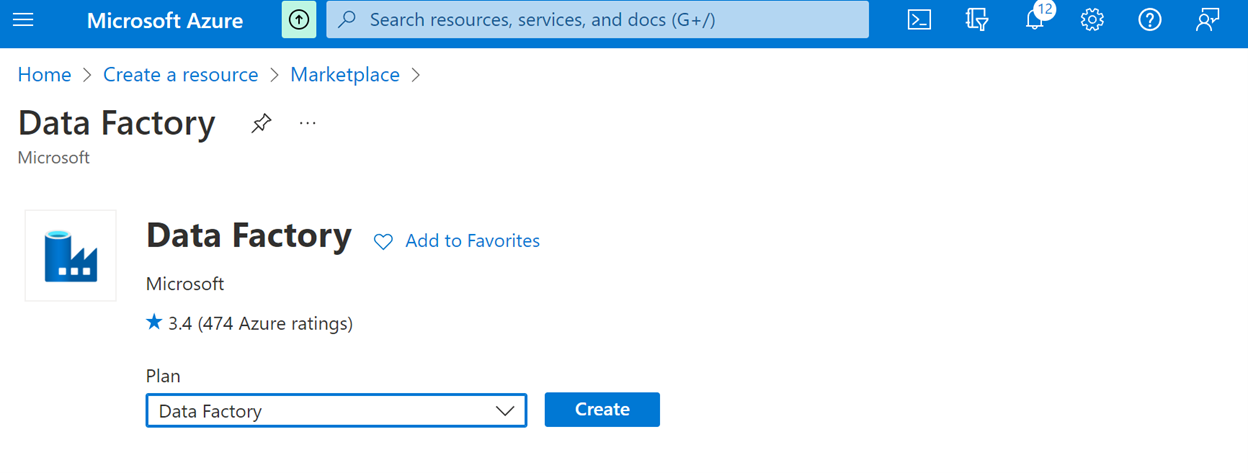 Microsoft Azure
Search resources, services, and docs (G+/)
12
Home > Create a resource > Marketplace >
Data Factory ...
Microsoft
Data Factory
Add to Favorites
Microsoft
3.4 (474 Azure ratings)
Plan
Data Factory
Create